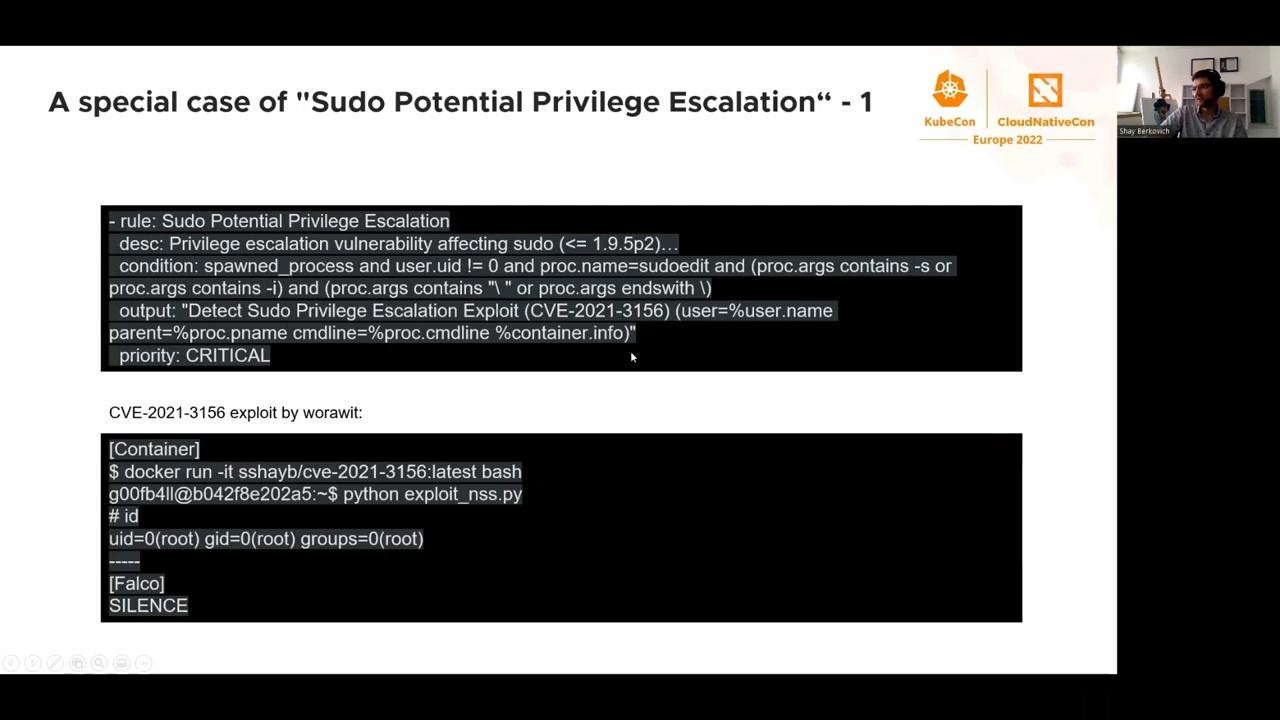 A special case of "Sudo Potential Privilege Escalation“ - 1
KubeCon
CloudNativeCon
Europe 2022
Shay Berkovich
- rule: Sudo Potential Privilege Escalation
desc: Privilege escalation vulnerability affecting sudo (<= 1.9.5p2)…
condition: spawned_process and user.uid != 0 and proc.name=sudoedit and (proc.args contains -s or
proc.args contains -i) and (proc.args contains "\ " or proc.args endswith \)
output: "Detect Sudo Privilege Escalation Exploit (CVE-2021-3156) (user=%user.name
parent=%proc.pname cmdline=%proc.cmdline %container.info)"
priority: CRITICAL
CVE-2021-3156 exploit by worawit:
[Container]
$ docker run -it sshayb/cve-2021-3156:latest bash
g00fb4ll@b042f8e202a5:~$ python exploit_nss.py
# id
uid=0(root) gid=0(root) groups=0(root)
-----
[Falco]
SILENCE